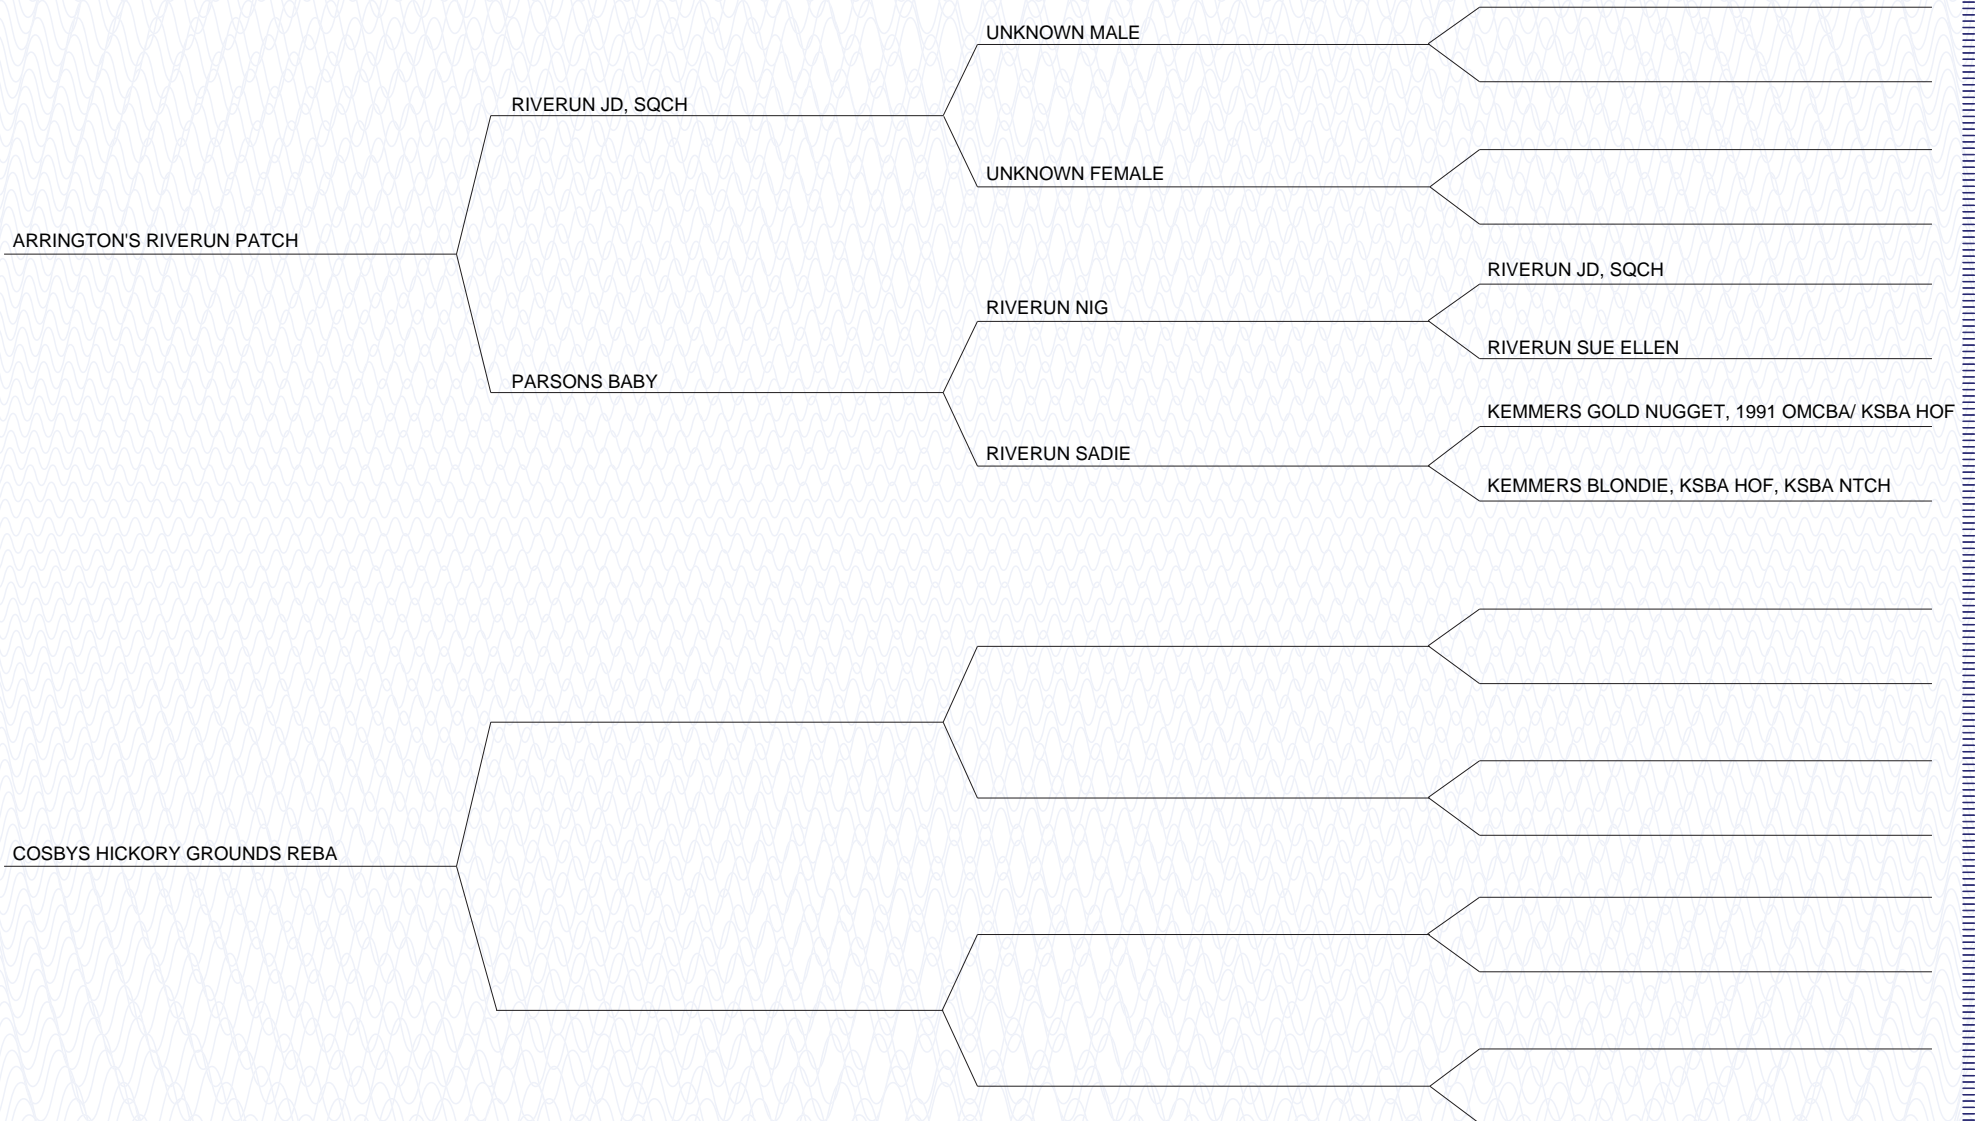 UNKNOWN MALE
RIVERUN JD, SQCH
UNKNOWN FEMALE
ARRINGTON'S RIVERUN PATCH
RIVERUN JD, SQCH
RIVERUN NIG
RIVERUN SUE ELLEN
PARSONS BABY
KEMMERS GOLD NUGGET, 1991 OMCBA/ KSBA HOF
RIVERUN SADIE
KEMMERS BLONDIE, KSBA HOF, KSBA NTCH
COSBYS HICKORY GROUNDS REBA